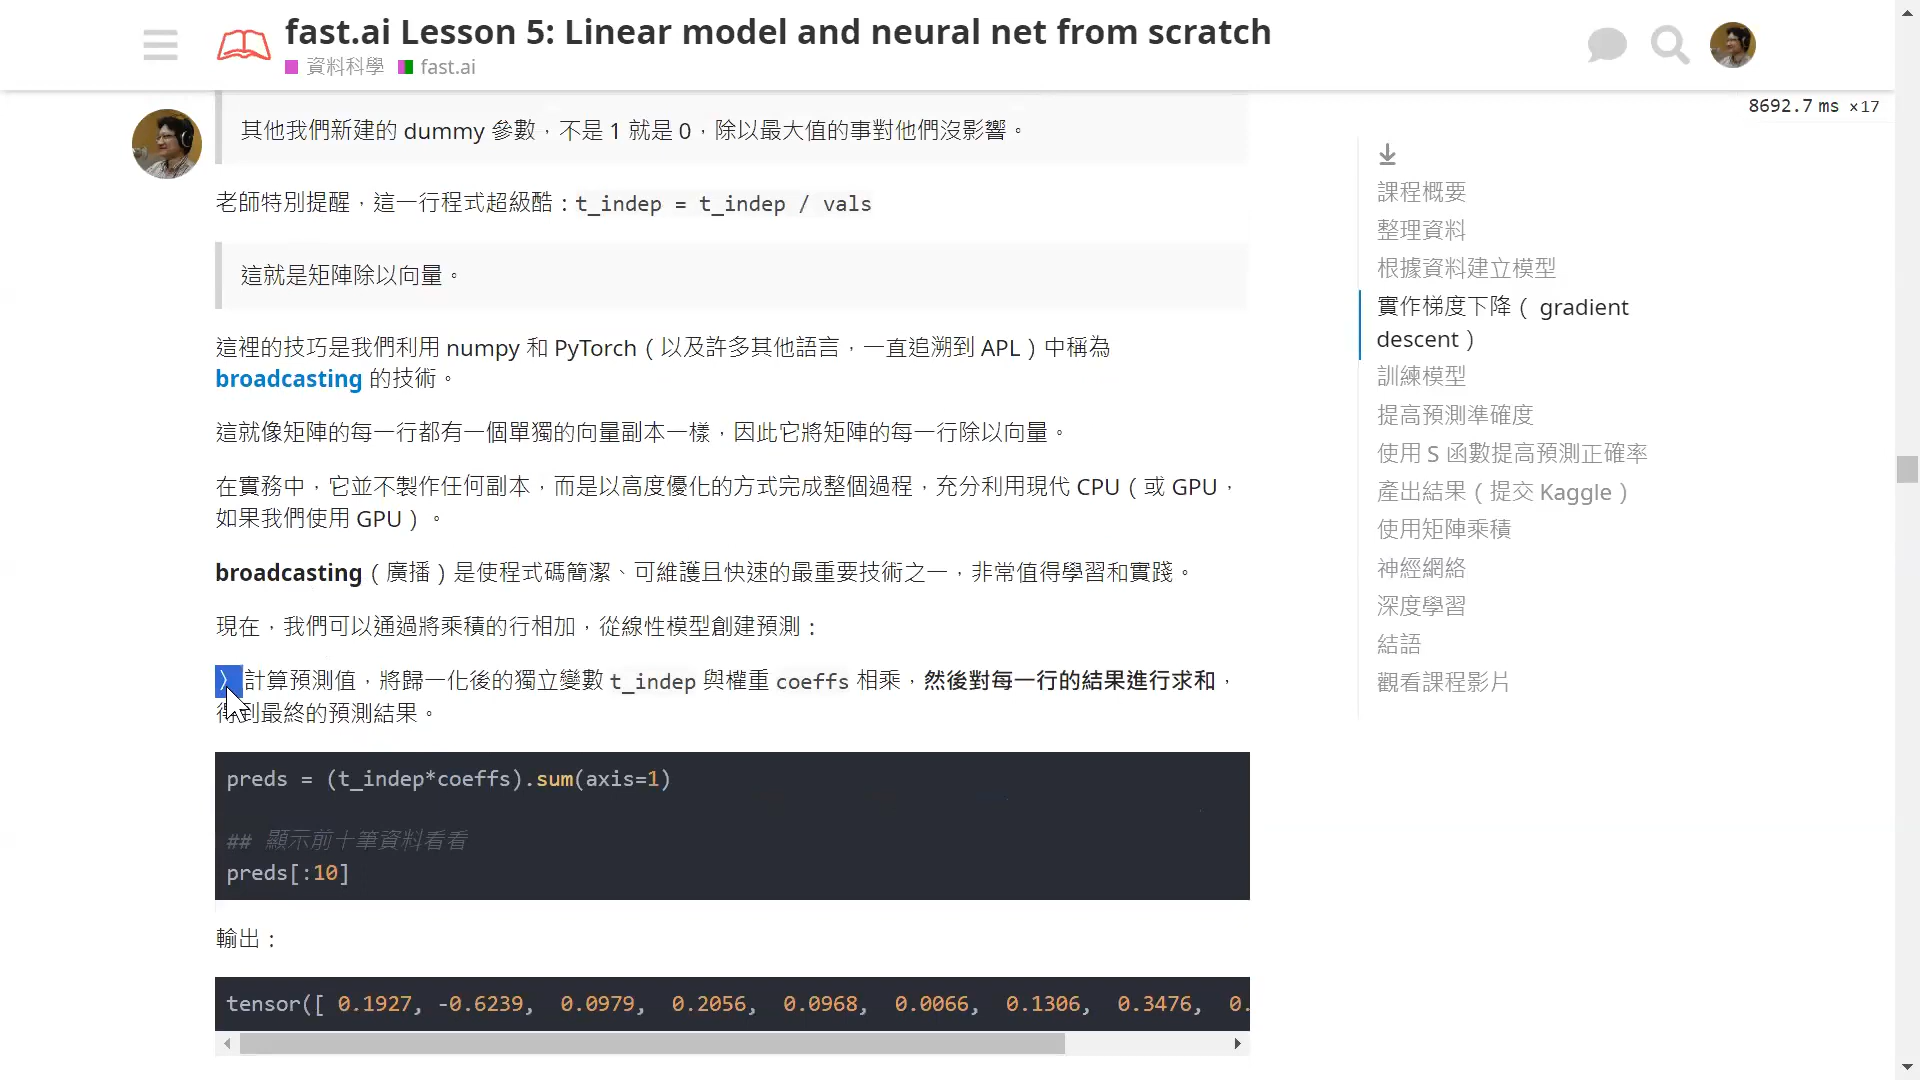 fast.ai Lesson 5: Linear model and neural net from scratch
資料科學 fast.ai
8692.7 ms ×17
其他我們新建的 dummy 參數，不是 1 就是 0，除以最大值的事對他們沒影響。
老師特別提醒，這一行程式超級酷：t_indep = t_indep / vals
這就是矩陣除以向量。
這裡的技巧是我們利用 numpy 和 PyTorch（以及許多其他語言，一直追溯到 APL）中稱為
broadcasting 的技術。
這就像矩陣的每一行都有一個單獨的向量副本一樣，因此它將矩陣的每一行除以向量。
在實務中，它並不製作任何副本，而是以高度優化的方式完成整個過程，充分利用現代 CPU（或 GPU，
如果我們使用 GPU）。
broadcasting（廣播）是使程式碼簡潔、可維護且快速的最重要技術之一，非常值得學習和實踐。
現在，我們可以通過將乘積的行相加，從線性模型創建預測：
〉計算預測值，將歸一化後的獨立變數 t_indep 與權重 coeffs 相乘，然後對每一行的結果進行求和，
得到最終的預測結果。
preds = (t_indep*coeffs).sum(axis=1)
## 顯示前十筆資料看看
preds[:10]
輸出：
tensor([ 0.1927, -0.6239,  0.0979,  0.2056,  0.0968,  0.0066,  0.1306,  0.3476,  0.
課程概要
整理資料
根據資料建立模型
實作梯度下降（ gradient
descent）
訓練模型
提高預測準確度
使用 S 函數提高預測正確率
產出結果（提交 Kaggle）
使用矩陣乘積
神經網絡
深度學習
結語
觀看課程影片